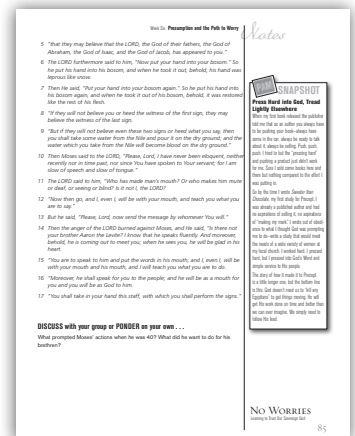 Week Six Presumption and the Path to Worry
Notes
5 "that they may believe that the LORD, the God of their fathers, the God of
Abraham, the God of Isaac, and the God of Jacob, has appeared to you."
6 The LORD furthermore said to him, "Now put your hand into your bosom." So
he put his hand into his bosom, and when he took it out, behold, his hand was
leprous like snow.
7 Then He said, "Put your hand into your bosom again." So he put his hand into
his bosom again, and when he took it out of his bosom, behold, it was restored
like the rest of his flesh.
8 "If they will not believe you or heed the witness of the first sign, they may
believe the witness of the last sign.
9 "But if they will not believe even these two signs or heed what you say, then
you shall take some water from the Nile and pour it on the dry ground; and the
water which you take from the Nile will become blood on the dry ground."
10 Then Moses said to the LORD, "Please, Lord, I have never been eloquent, neither
recently nor in time past, nor since You have spoken to Your servant; for I am
slow of speech and slow of tongue."
11 The LORD said to him, "Who has made man's mouth? Or who makes him mute
or deaf, or seeing or blind? Is it not I, the LORD?
12 "Now then go, and I, even I, will be with your mouth, and teach you what you
are to say."
13 But he said, "Please, Lord, now send the message by whomever You will."
14 Then the anger of the LORD burned against Moses, and He said, "Is there not
your brother Aaron the Levite? I know that he speaks fluently. And moreover,
behold, he is coming out to meet you; when he sees you, he will be glad in his
heart.
15 "You are to speak to him and put the words in his mouth; and I, even I, will be
with your mouth and his mouth, and I will teach you what you are to do.
16 "Moreover, he shall speak for you to the people; and he will be as a mouth for
you and you will be as God to him.
17 "You shall take in your hand this staff, with which you shall perform the signs."
DISCUSS with your group or PONDER on your own . . .
What prompted Moses' actions when he was 40? What did he want to do for his
brethren?
SNAPSHOT
Press Hard into God, Tread
Lightly Elsewhere
When my first book released the publisher
told me that as an author you always have
to be pushing your book–always have
some in the car, always be ready to talk
about it, always be selling. Push, push,
push. I tried to but the "pressing hard"
and pushing a product just didn't work
for me. Sure I sold some books here and
there but nothing compared to the effort I
was putting in.
So by the time I wrote Sweeter than
Chocolate, my first study for Precept, I
was already a published author and had
no aspirations of selling it, no aspirations
of "making my mark." I wrote out of obedi-
ence to what I thought God was prompting
me to do–write a study that would meet
the needs of a wide variety of women at
my local church. I worked hard, I pressed
hard, but I pressed into God's Word and
simple service to His people.
The story of how it made it to Precept
is a little longer one, but the bottom line
is this: God doesn't need us to "kill any
Egyptians" to get things moving. He will
get His work done on time and better than
we can ever imagine. We simply need to
follow His lead.
NO WORRIES
Learning to Trust Our Sovereign God
85